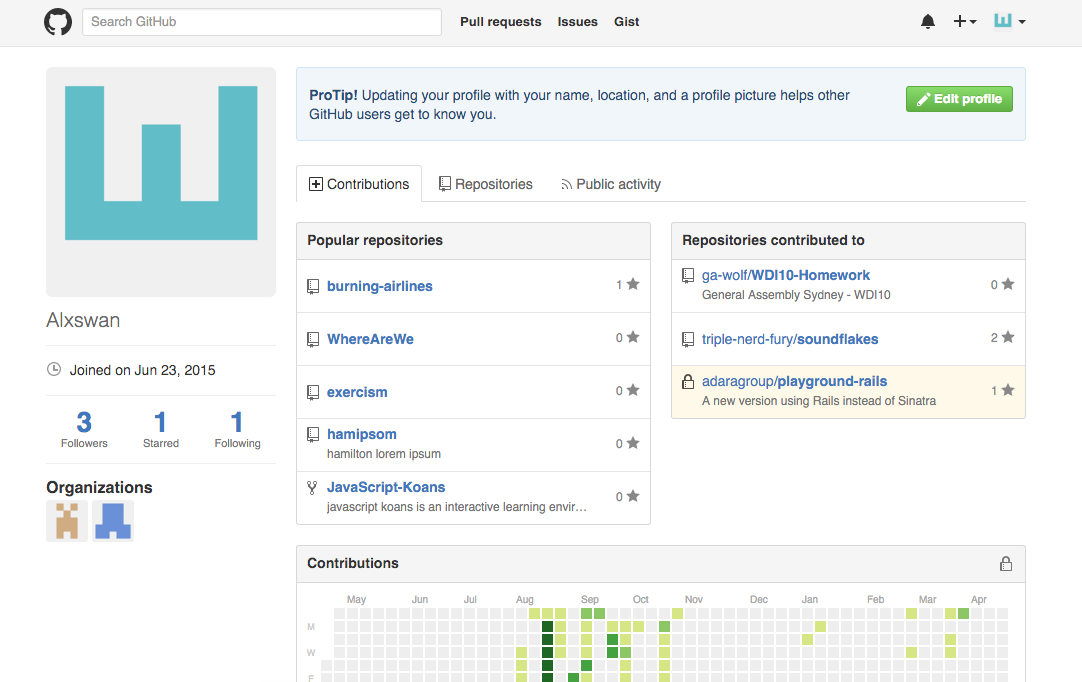 Search GitHub
Pull requests Issues Gist
ProTip! Updating your profile with your name, location, and a profile picture helps other
GitHub users get to know you.
Edit profile
Contributions Repositories Public activity
Alxswan
Joined on Jun 23, 2015
3 1 1
Followers Starred Following
Organizations
Popular repositories
burning-airlines 1
WhereAreWe 0
exercism 0
hamipsom 0
hamilton lorem ipsum
JavaScript-Koans 0
javascript koans is an interactive learning envir…
Repositories contributed to
ga-wolf/WDI10-Homework 0
General Assembly Sydney - WDI10
triple-nerd-fury/soundflakes 2
adaragroup/playground-rails 1
A new version using Rails instead of Sinatra
Contributions
May Jun Jul Aug Sep Oct Nov Dec Jan Feb Mar Apr
M
W
F